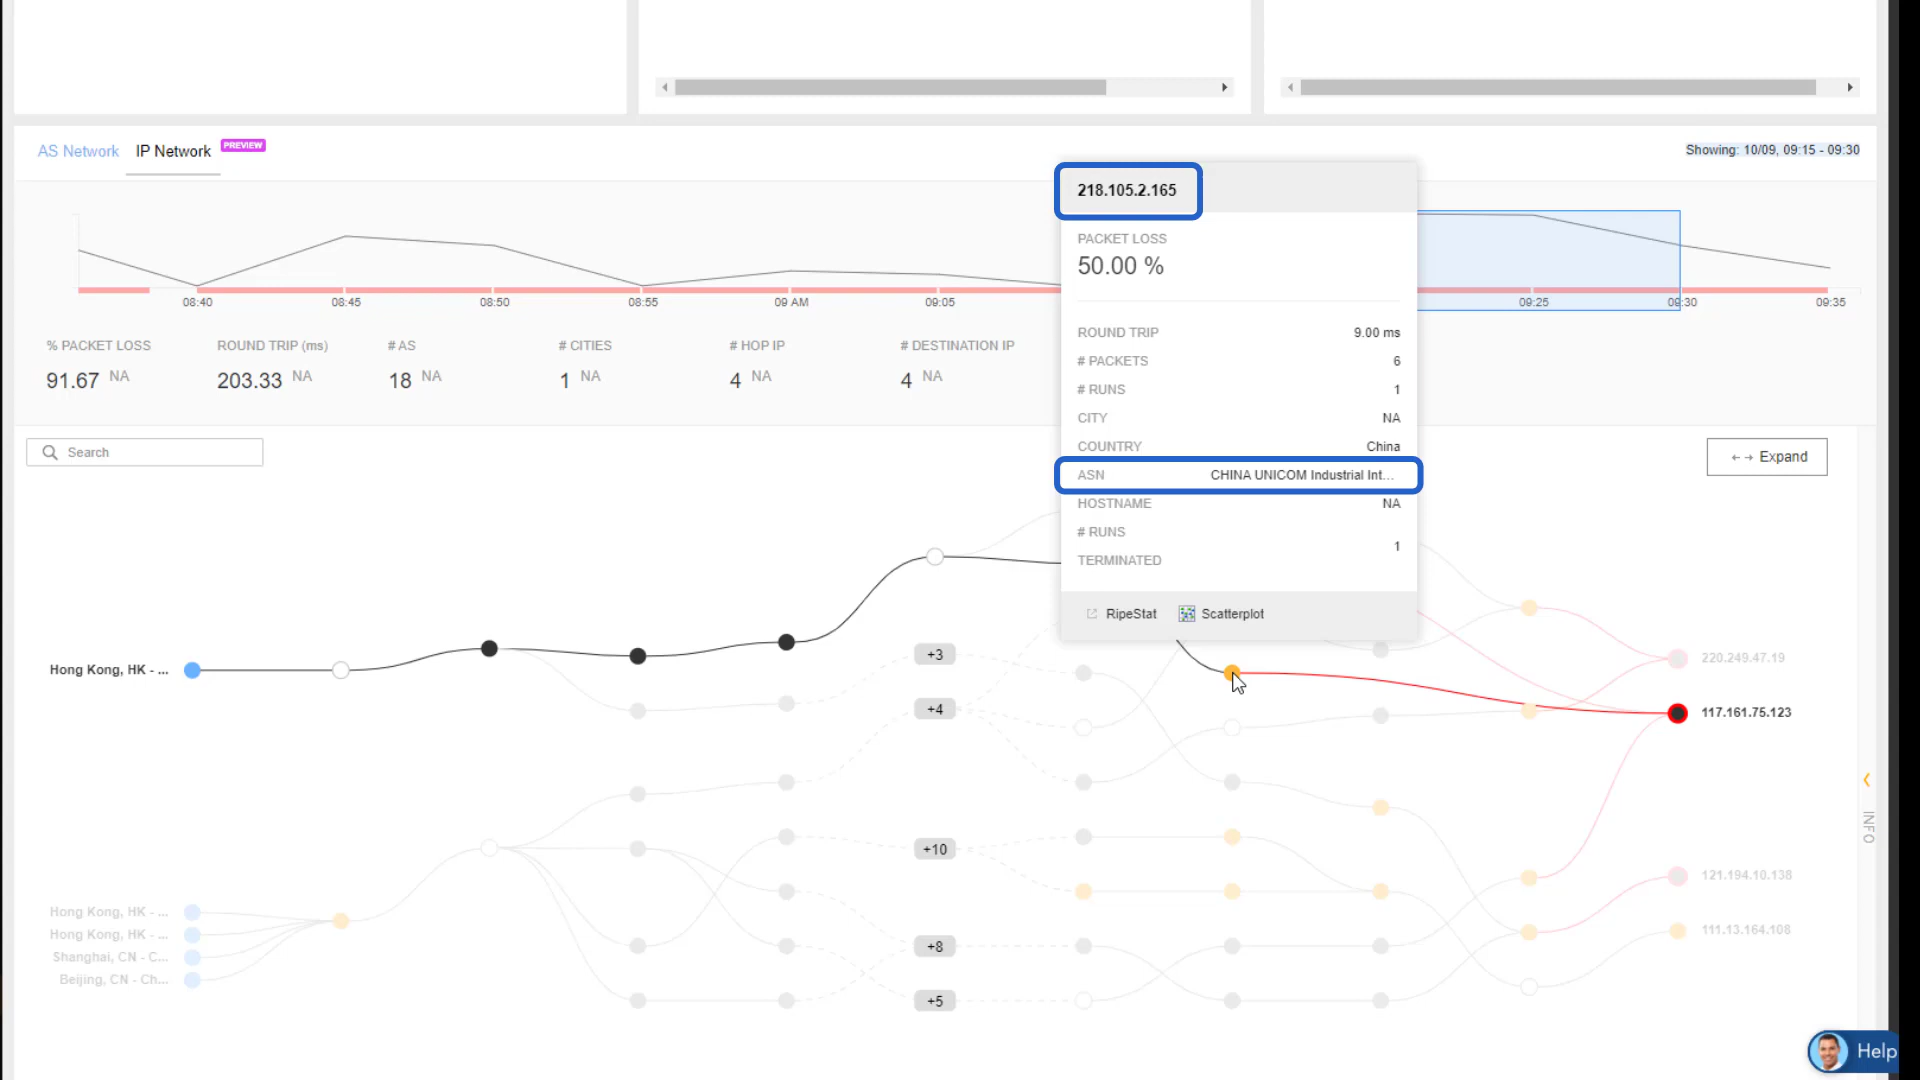 AS Network IP Network PREVIEW
Showing: 10/09, 09:15 - 09:30
08:40 08:45 08:50 08:55 09 AM 09:05 09:25 09:30 09:35
% PACKET LOSS ROUND TRIP (ms) # AS # CITIES # HOP IP # DESTINATION IP
91.67 NA 203.33 NA 18 NA 1 NA 4 NA 4 NA
218.105.2.165
PACKET LOSS
50.00 %
ROUND TRIP 9.00 ms
# PACKETS 6
# RUNS 1
CITY NA
COUNTRY China
ASN CHINA UNICOM Industrial Int...
HOSTNAME NA
# RUNS
TERMINATED 1
RipeStat Scatterplot
Search
Expand
Hong Kong, HK - ...
+3
+4
+10
+8
+5
220.249.47.19
117.161.75.123
121.194.10.138
111.13.164.108
Hong Kong, HK - ...
Hong Kong, HK - ...
Shanghai, CN - C...
Beijing, CN - Ch...
INFO
Help